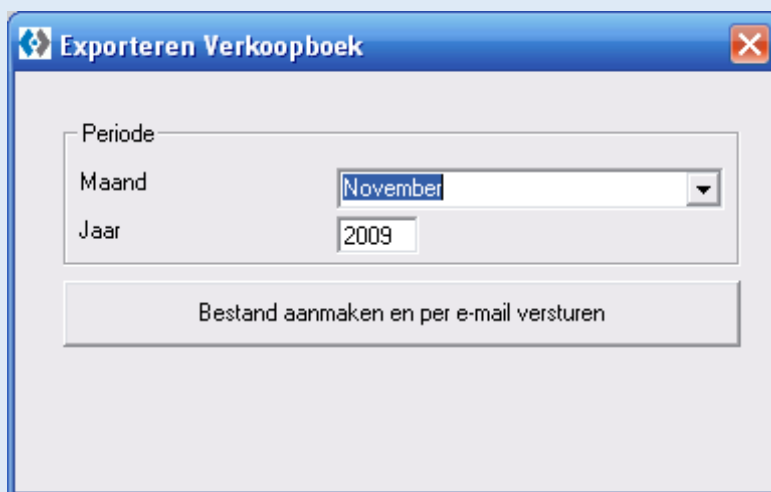 Exporteren Verkoopboek
Periode
Maand
November
Jaar
2009
Bestand aanmaken en per e-mail versturen